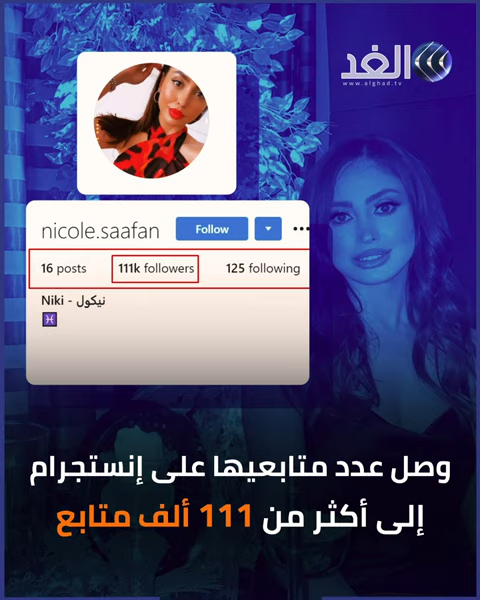 الغد
www.alghad.tv
nicole.saafan
Follow
16 posts 111k followers 125 following
Niki - نيكول
♓
وصل عدد متابعيها على إنستجرام
إلى أكثر من 111 ألف متابع